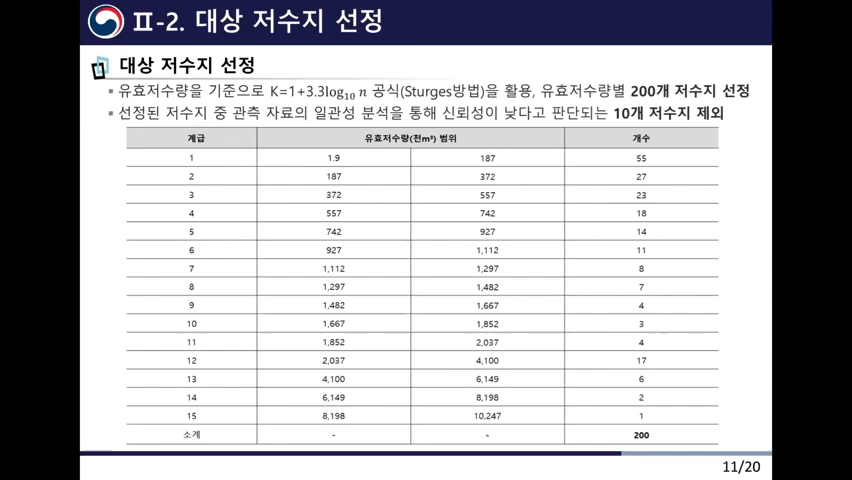 Ⅱ-2. 대상 저수지 선정
대상 저수지 선정
▪ 유효저수량을 기준으로 K=1+3.3log₁₀ n 공식(Sturges방법)을 활용, 유효저수량별 200개 저수지 선정
▪ 선정된 저수지 중 관측 자료의 일관성 분석을 통해 신뢰성이 낮다고 판단되는 10개 저수지 제외
계급 유효저수량(천m³) 범위 개수
1 1.9 187 55
2 187 372 27
3 372 557 23
4 557 742 18
5 742 927 14
6 927 1,112 11
7 1,112 1,297 8
8 1,297 1,482 7
9 1,482 1,667 4
10 1,667 1,852 3
11 1,852 2,037 4
12 2,037 4,100 17
13 4,100 6,149 6
14 6,149 8,198 2
15 8,198 10,247 1
소계 - - 200
11/20